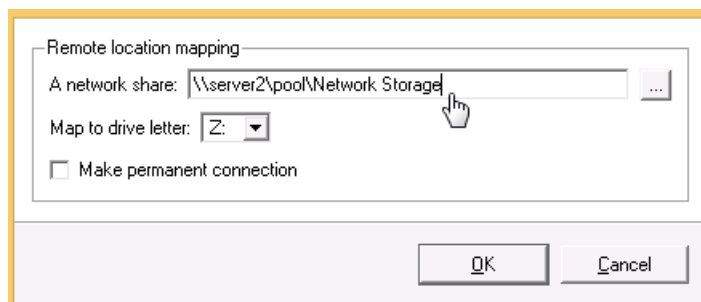 Remote location mapping
A network share: \\server2\pool\Network Storage ...
Map to drive letter: Z:
Make permanent connection
OK Cancel